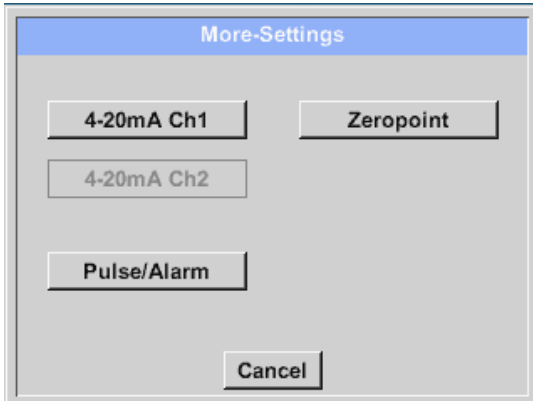 More-Settings
4-20mA Ch1
Zeropoint
4-20mA Ch2
Pulse/Alarm
Cancel